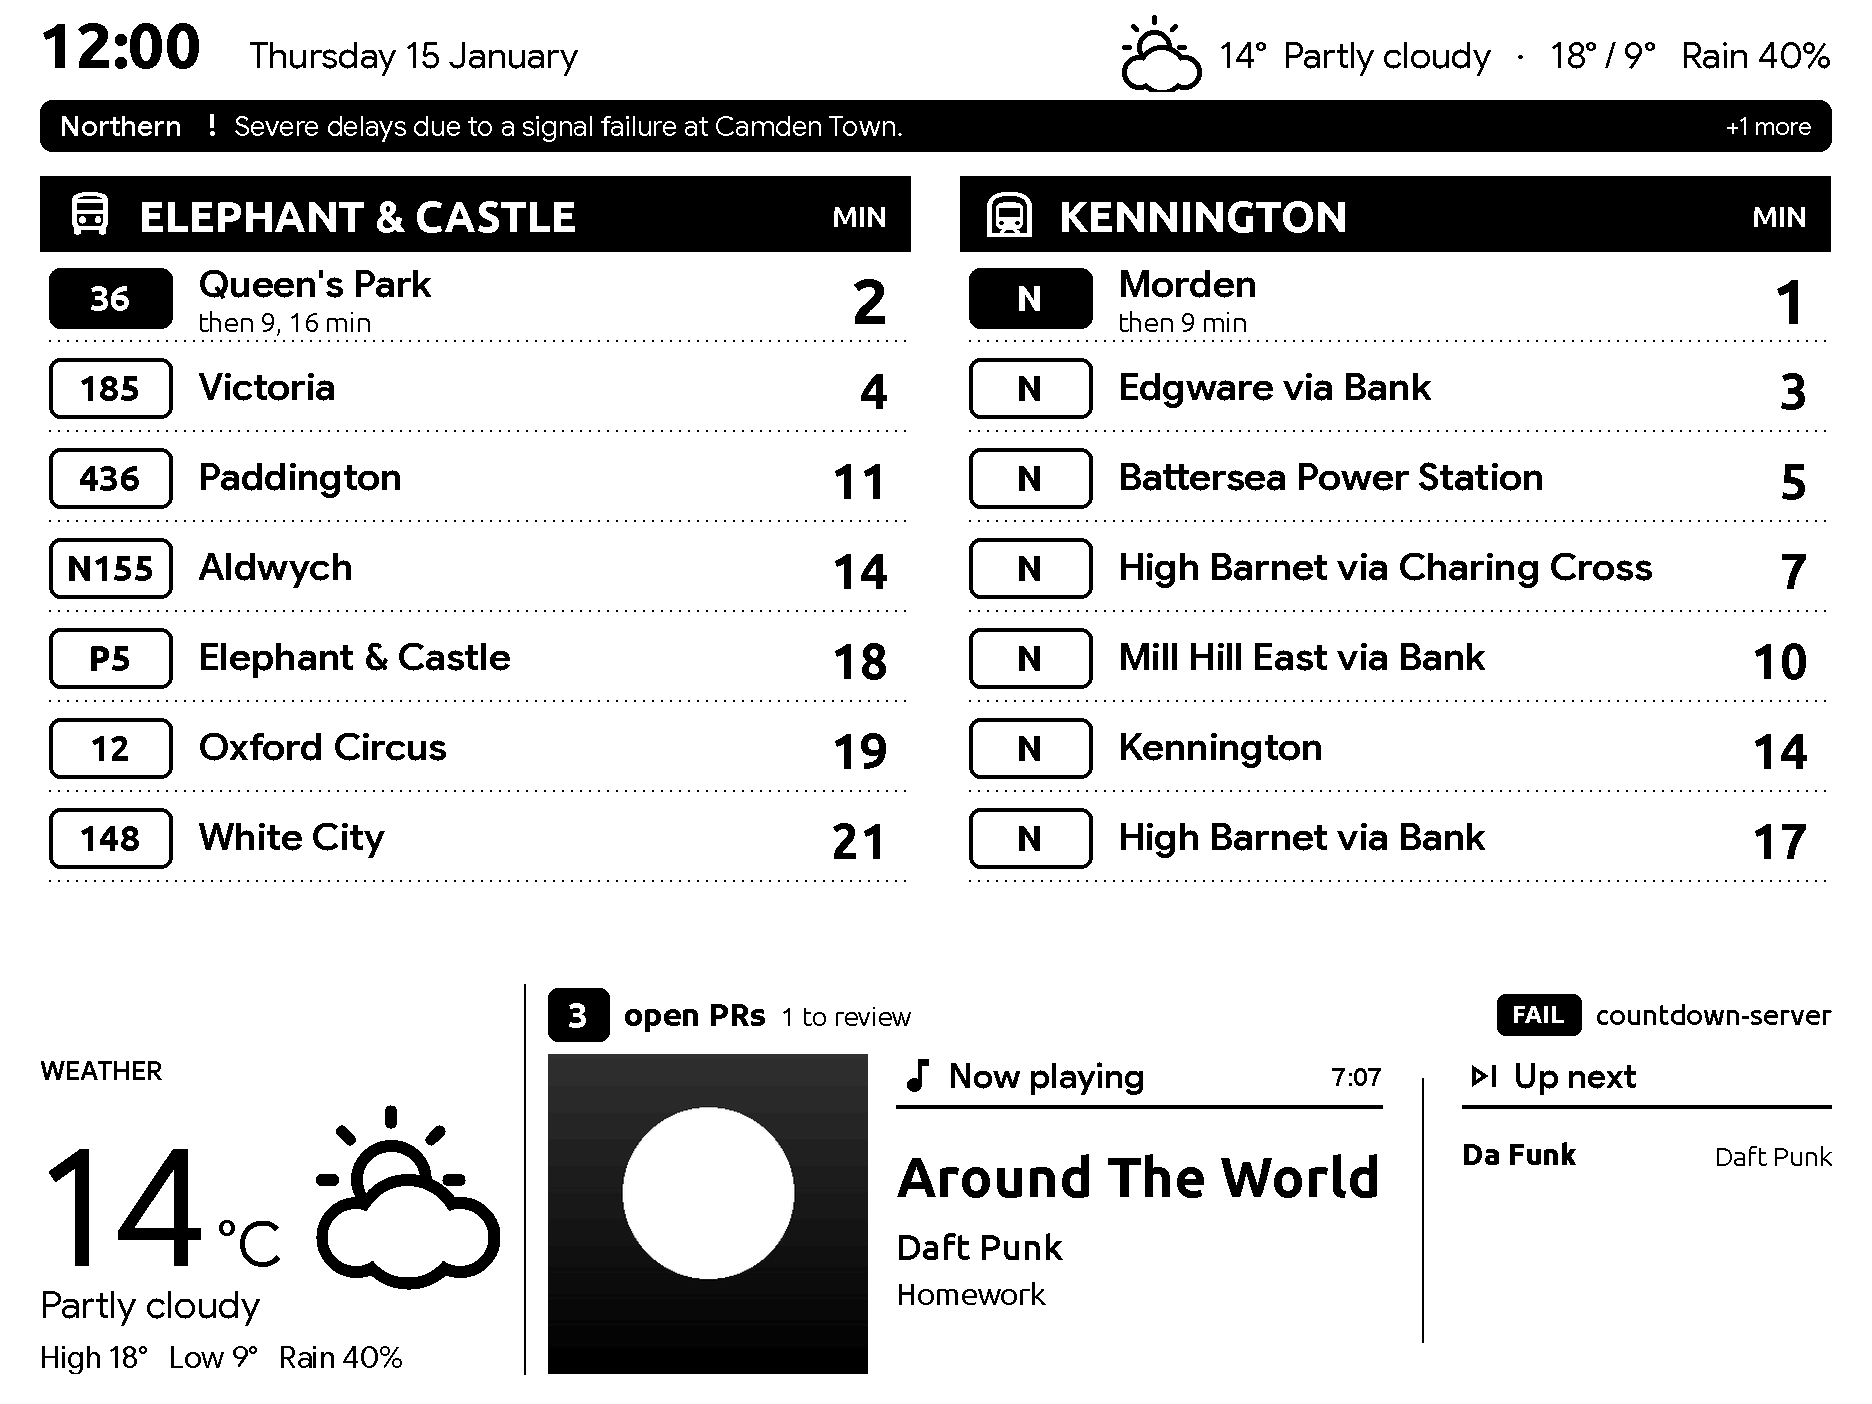 12:00 Thursday 15 January 14° Partly cloudy · 18° / 9° Rain 40%
Northern ! Severe delays due to a signal failure at Camden Town. +1 more
ELEPHANT & CASTLE MIN
36 Queen's Park 2
then 9, 16 min
185 Victoria 4
436 Paddington 11
N155 Aldwych 14
P5 Elephant & Castle 18
12 Oxford Circus 19
148 White City 21
KENNINGTON MIN
N Morden 1
then 9 min
N Edgware via Bank 3
N Battersea Power Station 5
N High Barnet via Charing Cross 7
N Mill Hill East via Bank 10
N Kennington 14
N High Barnet via Bank 17
WEATHER
14 °C
Partly cloudy
High 18° Low 9° Rain 40%
3 open PRs 1 to review
FAIL countdown-server
Now playing 7:07
Around The World
Daft Punk
Homework
Up next
Da Funk Daft Punk